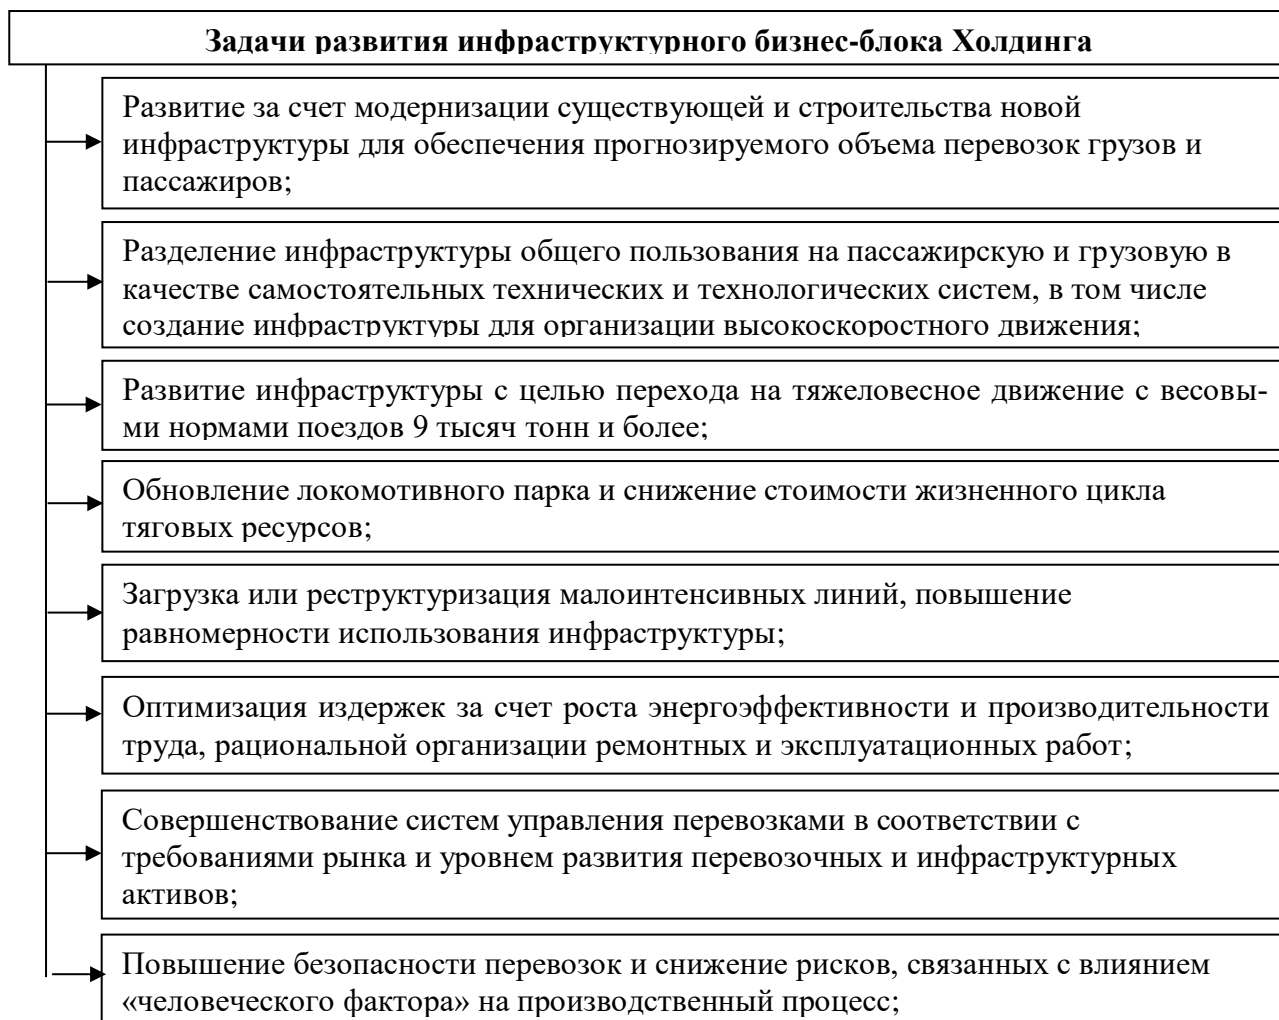 Задачи развития инфраструктурного бизнес-блока Холдинга
Развитие за счет модернизации существующей и строительства новой
инфраструктуры для обеспечения прогнозируемого объема перевозок грузов и
пассажиров;
Разделение инфраструктуры общего пользования на пассажирскую и грузовую в
качестве самостоятельных технических и технологических систем, в том числе
создание инфраструктуры для организации высокоскоростного движения;
Развитие инфраструктуры с целью перехода на тяжеловесное движение с весовы-
ми нормами поездов 9 тысяч тонн и более;
Обновление локомотивного парка и снижение стоимости жизненного цикла
тяговых ресурсов;
Загрузка или реструктуризация малоинтенсивных линий, повышение
равномерности использования инфраструктуры;
Оптимизация издержек за счет роста энергоэффективности и производительности
труда, рациональной организации ремонтных и эксплуатационных работ;
Совершенствование систем управления перевозками в соответствии с
требованиями рынка и уровнем развития перевозочных и инфраструктурных
активов;
Повышение безопасности перевозок и снижение рисков, связанных с влиянием
«человеческого фактора» на производственный процесс;